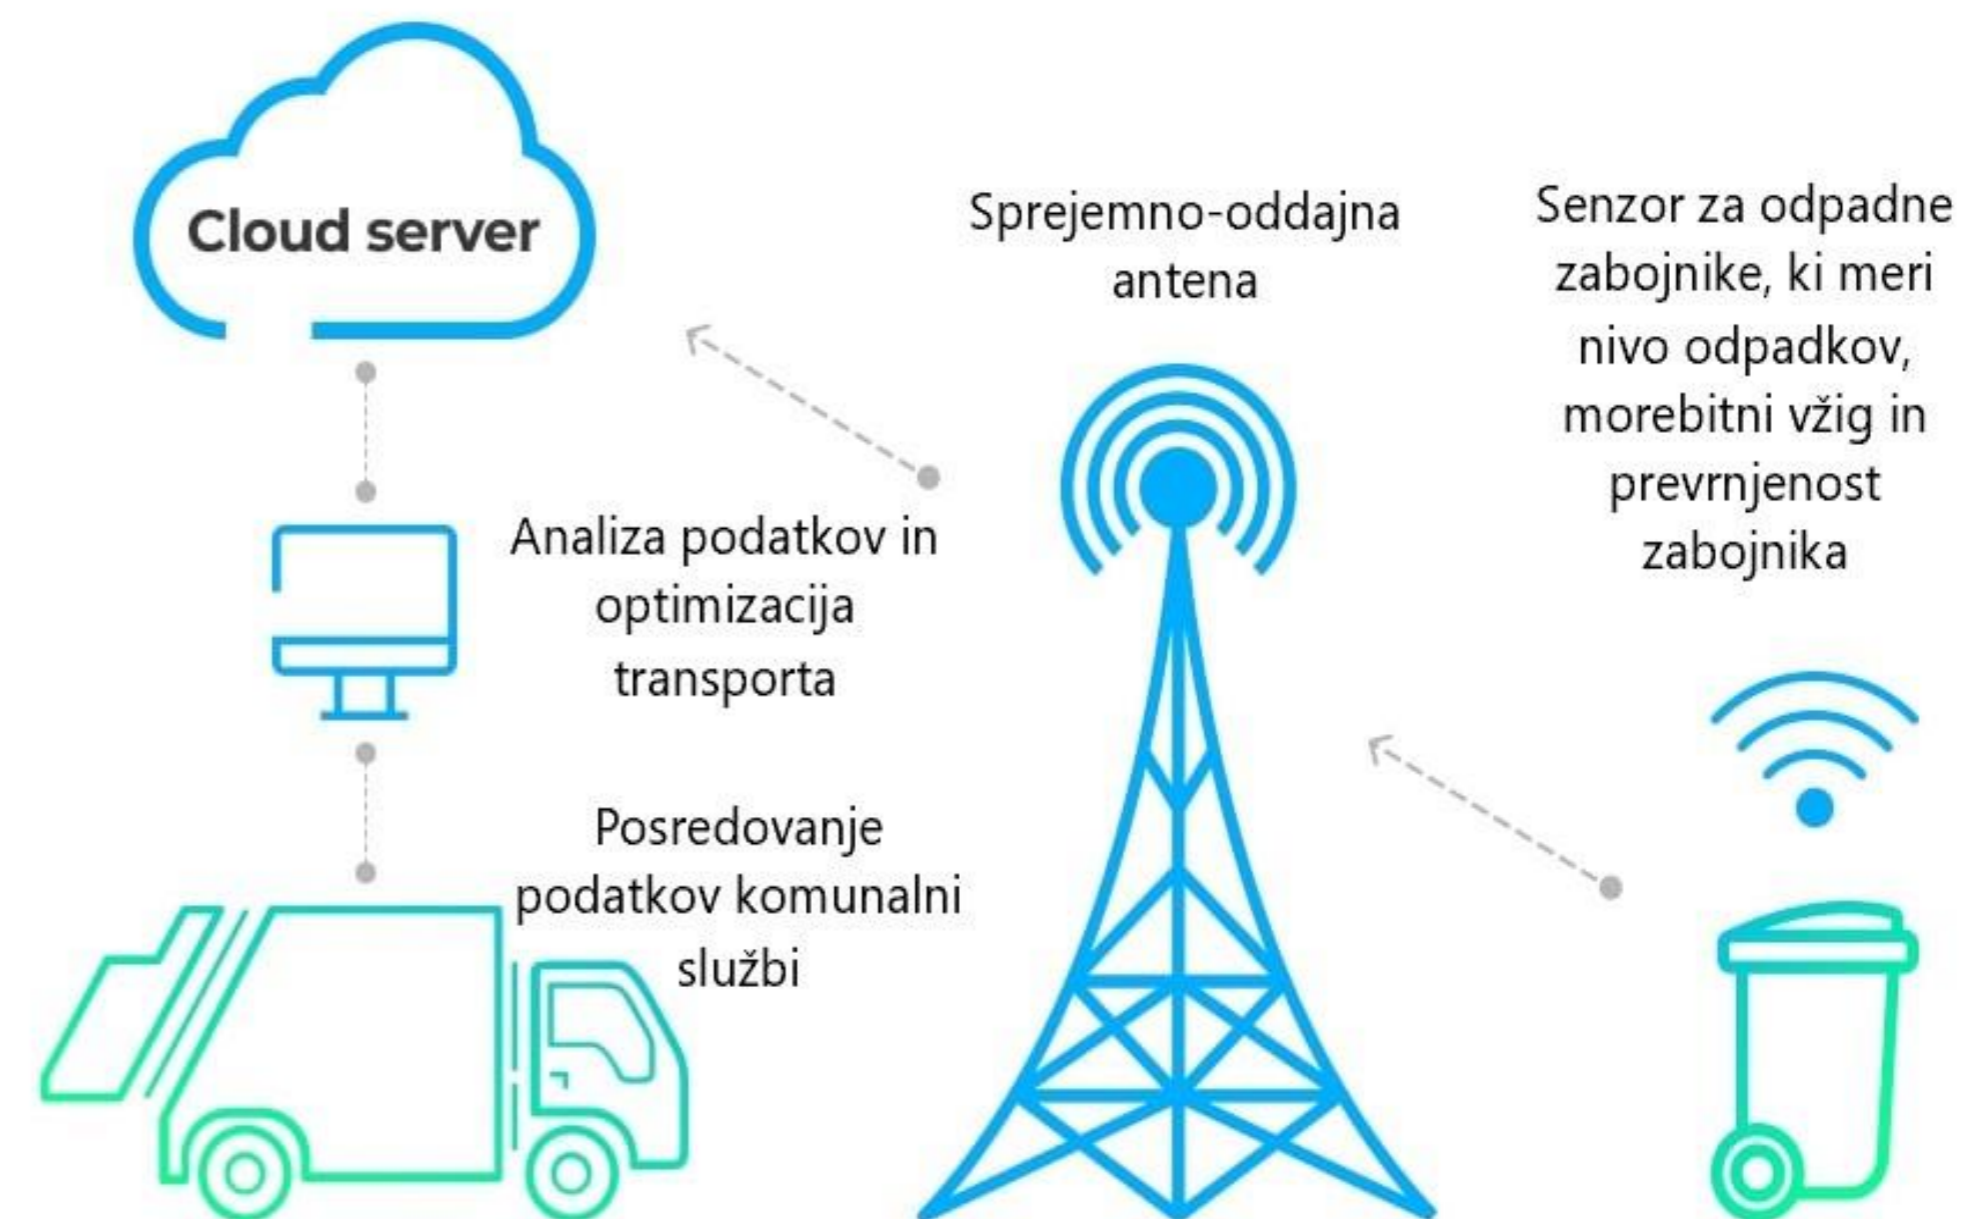 Cloud server
Sprejemno-oddajna
antena
Senzor za odpadne
zabojnike, ki meri
nivo odpadkov,
morebitni vžig in
prevrnjenost
zabojnika
Analiza podatkov in
optimizacija
transporta
Posredovanje
podatkov komunalni
službi